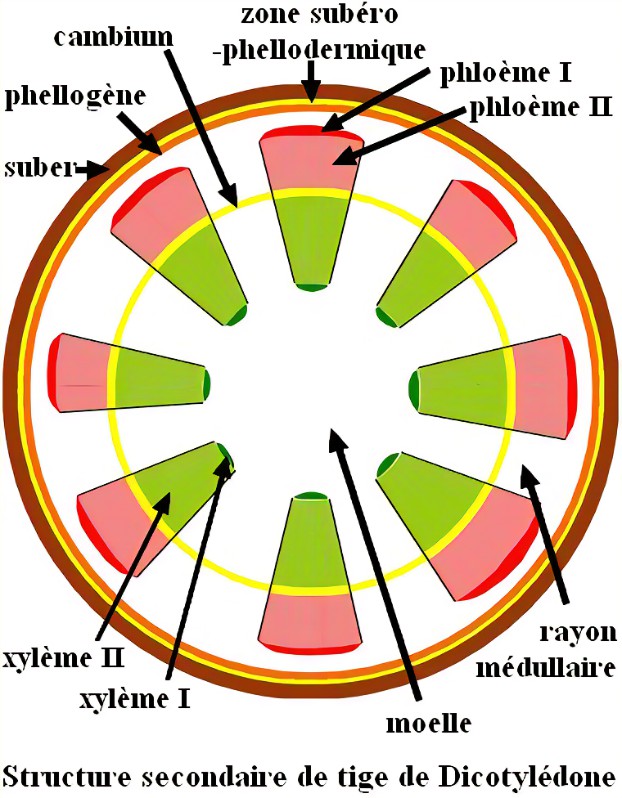 zone subéro
-phellodermique
cambium
phloème I
phellogène
phloème II
suber
rayon
médullaire
xylème II
xylème I
moelle
Structure secondaire de tige de Dicotylédone